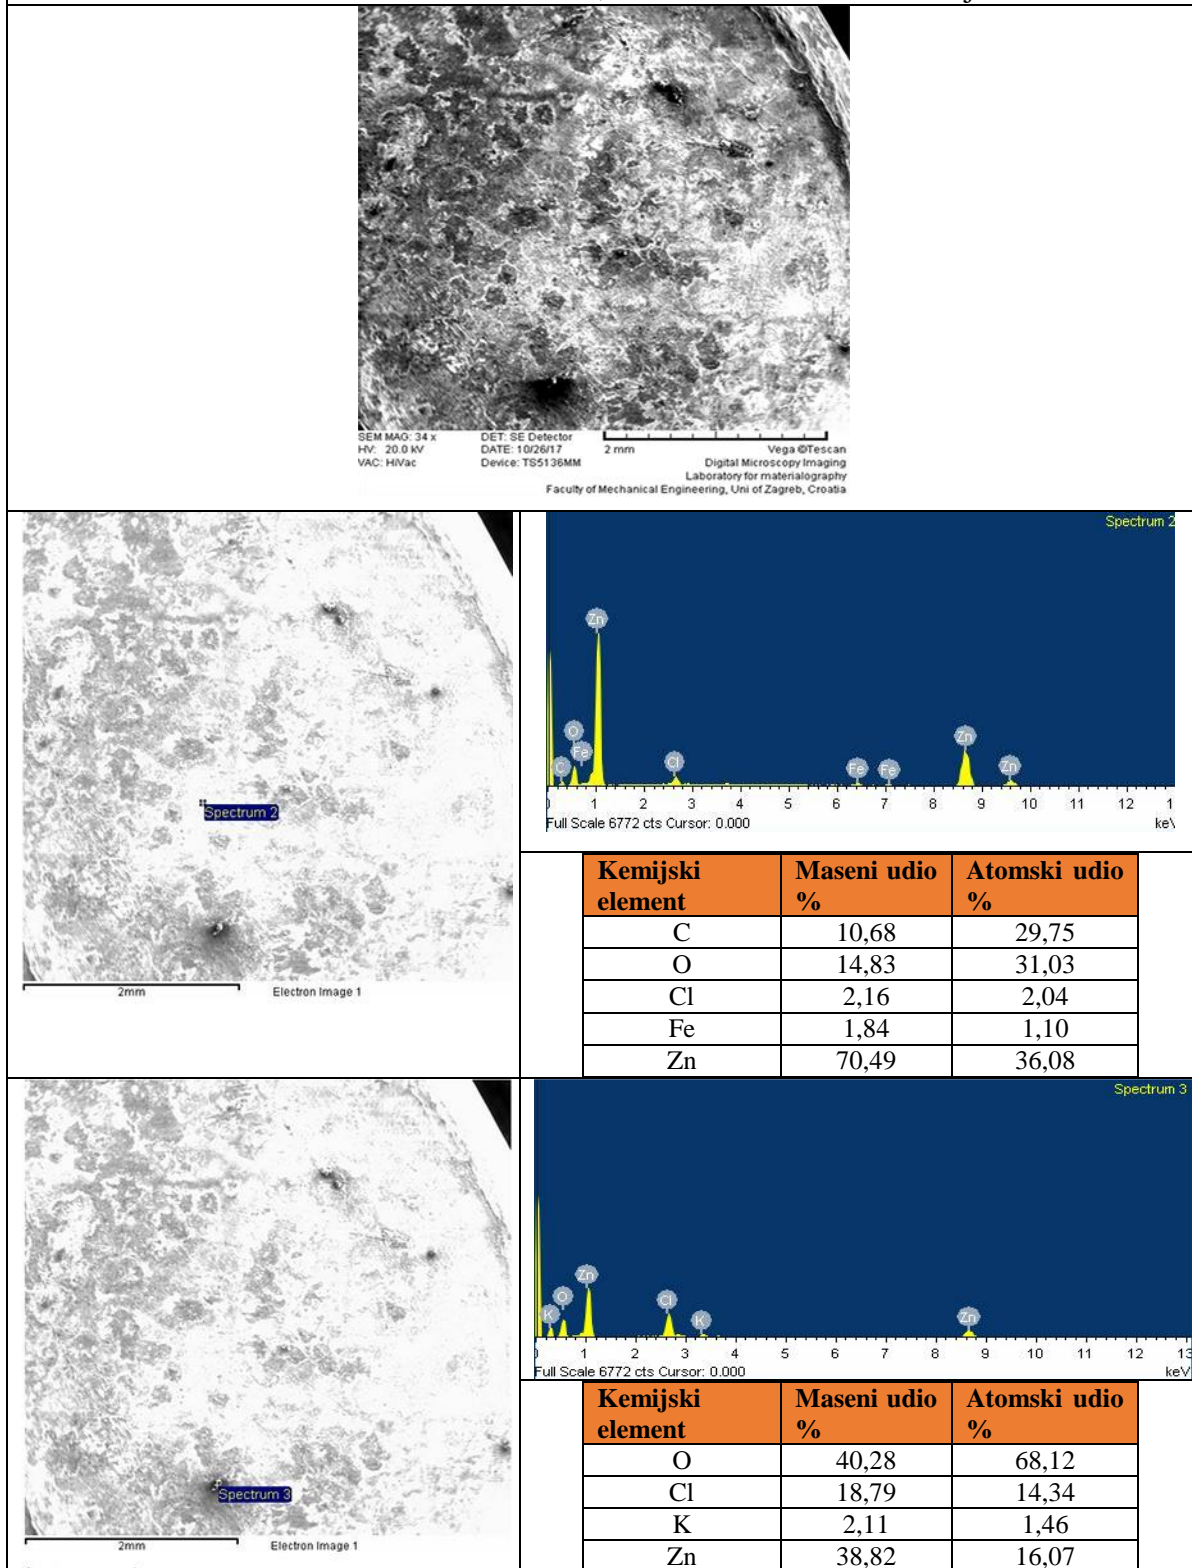 SEM MAG: 34 x DET: SE Detector 2 mm Vega ©Tescan
HV: 20.0 kV DATE: 10/26/17 Digital Microscopy Imaging
VAC: HiVac Device: TS5136MM Laboratory for materialography
Faculty of Mechanical Engineering, Uni of Zagreb, Croatia
Spectrum 2
2mm Electron Image 1
Spectrum 2
Zn
O
Fe
C
Cl
Fe
Fe
Zn
Zn
1 2 3 4 5 6 7 8 9 10 11 12
Full Scale 6772 cts Cursor: 0.000
Kemijski element Maseni udio % Atomski udio %
C 10,68 29,75
O 14,83 31,03
Cl 2,16 2,04
Fe 1,84 1,10
Zn 70,49 36,08
Spectrum 3
2mm Electron Image 1
Spectrum 3
K
O
Zn
Cl
K
Zn
2 3 4 5 6 7 8 9 10 11 12 13
Full Scale 6772 cts Cursor: 0.000 keV
Kemijski element Maseni udio % Atomski udio %
O 40,28 68,12
Cl 18,79 14,34
K 2,11 1,46
Zn 38,82 16,07